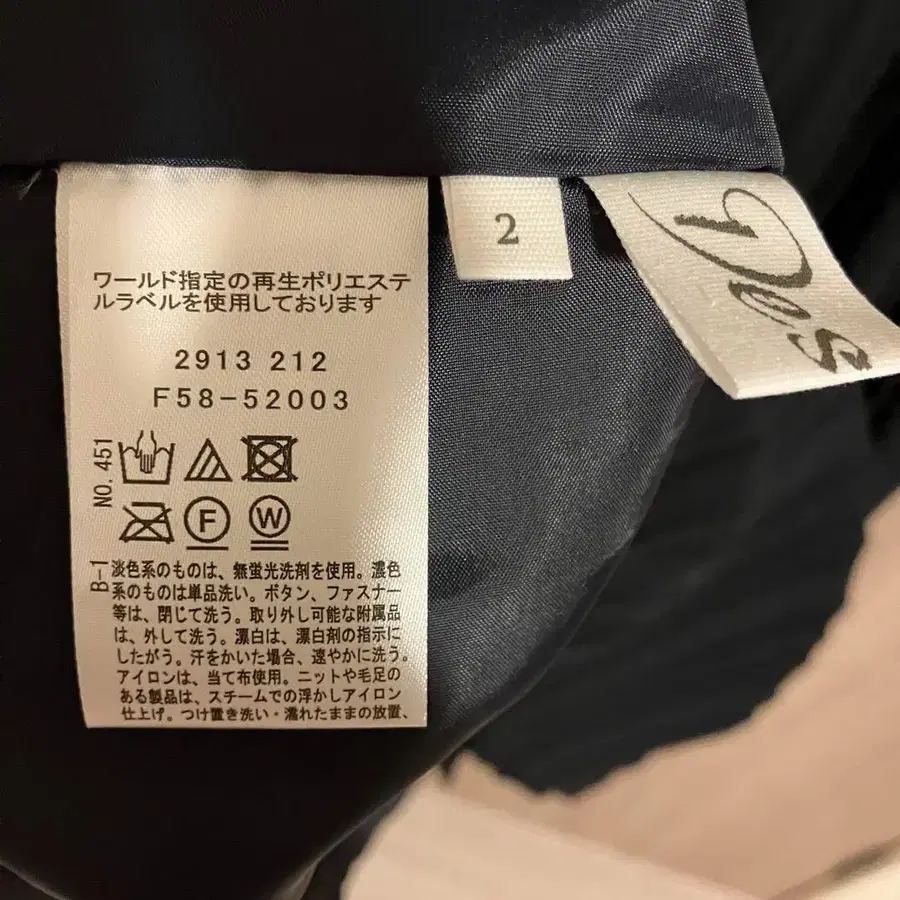 ワールド指定の再生ポリエステ
ルラベルを使用しております
2913 212
F58-52003
NO. 451
F
W
B-1
淡色系のものは、無蛍光洗剤を使用。濃色
系のものは単品洗い。ボタン、ファスナー
等は、閉じて洗う。取り外し可能な附属品
は、外して洗う。漂白は、漂白剤の指示に
したがう。汗をかいた場合、速やかに洗う。
アイロンは、当て布使用。ニットや毛足の
ある製品は、スチームでの浮かしアイロン
仕上げ。つけ置き洗い・濡れたままの放置、
2